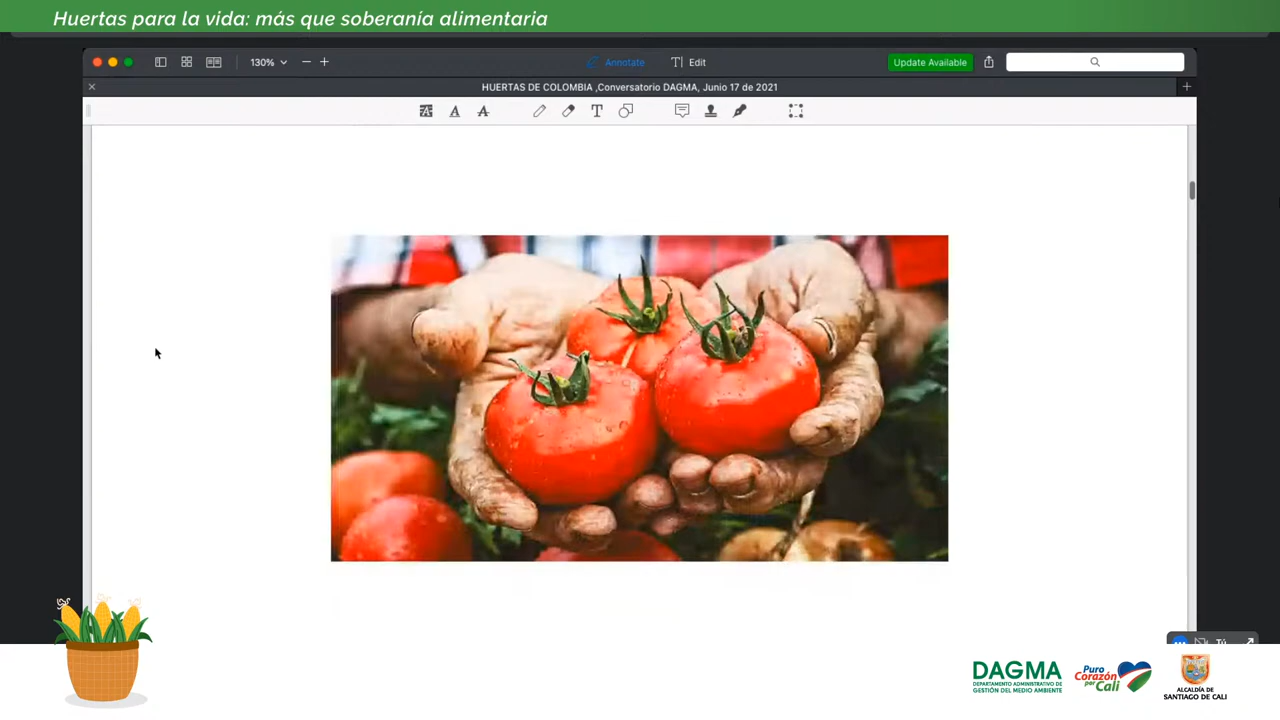 Huertas para la vida: más que soberanía alimentaria
130%
Annotate
T Edit
Update Available
HUERTAS DE COLOMBIA ,Conversatorio DAGMA, Junio 17 de 2021
A A T
Tú
DAGMA
DEPARTAMENTO ADMINISTRATIVO DE
GESTIÓN DEL MEDIO AMBIENTE
Puro
Corazón
por Cali
ALCALDÍA DE
SANTIAGO DE CALI